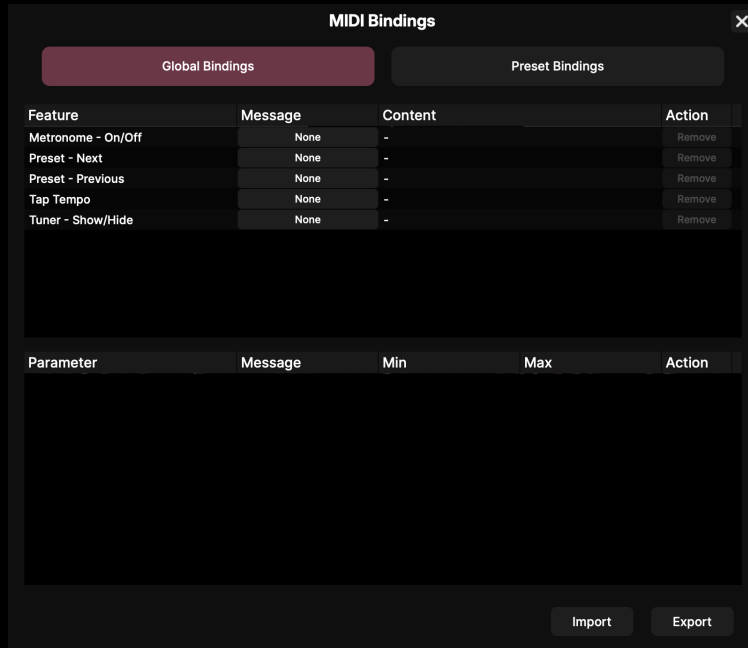 MIDI Bindings
Global Bindings Preset Bindings
Feature Message Content Action
Metronome - On/Off None - Remove
Preset - Next None - Remove
Preset - Previous None - Remove
Tap Tempo None - Remove
Tuner - Show/Hide None - Remove
Parameter Message Min Max Action
Import Export